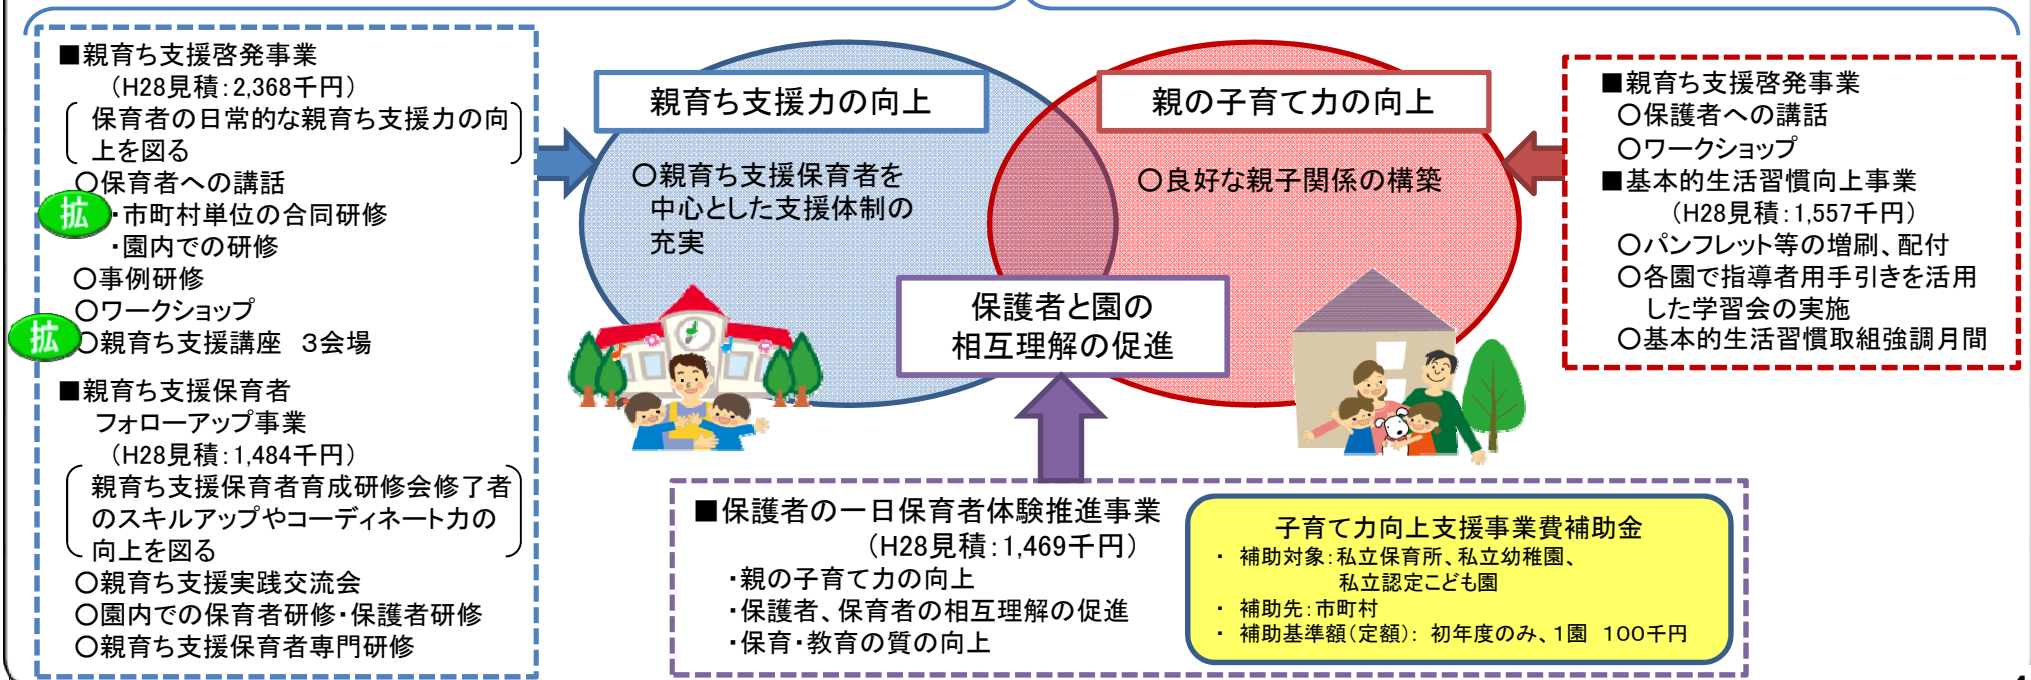 ■親育ち支援啓発事業
(H28見積:2,368千円)
保育者の日常的な親育ち支援力の向
上を図る
○保育者への講話
拡
・市町村単位の合同研修
・園内での研修
○事例研修
○ワークショップ
拡
○親育ち支援講座 3会場
■親育ち支援保育者
フォローアップ事業
(H28見積:1,484千円)
親育ち支援保育者育成研修会修了者
のスキルアップやコーディネート力の
向上を図る
○親育ち支援実践交流会
○園内での保育者研修・保護者研修
○親育ち支援保育者専門研修
親育ち支援力の向上
○親育ち支援保育者を
中心とした支援体制の
充実
親の子育て力の向上
○良好な親子関係の構築
保護者と園の
相互理解の促進
■親育ち支援啓発事業
○保護者への講話
○ワークショップ
■基本的生活習慣向上事業
(H28見積:1,557千円)
○パンフレット等の増刷、配付
○各園で指導者用手引きを活用
した学習会の実施
○基本的生活習慣取組強調月間
■保護者の一日保育者体験推進事業
(H28見積:1,469千円)
・親の子育て力の向上
・保護者、保育者の相互理解の促進
・保育・教育の質の向上
子育て力向上支援事業費補助金
・ 補助対象:私立保育所、私立幼稚園、
私立認定こども園
・ 補助先:市町村
・ 補助基準額(定額): 初年度のみ、1園 100千円